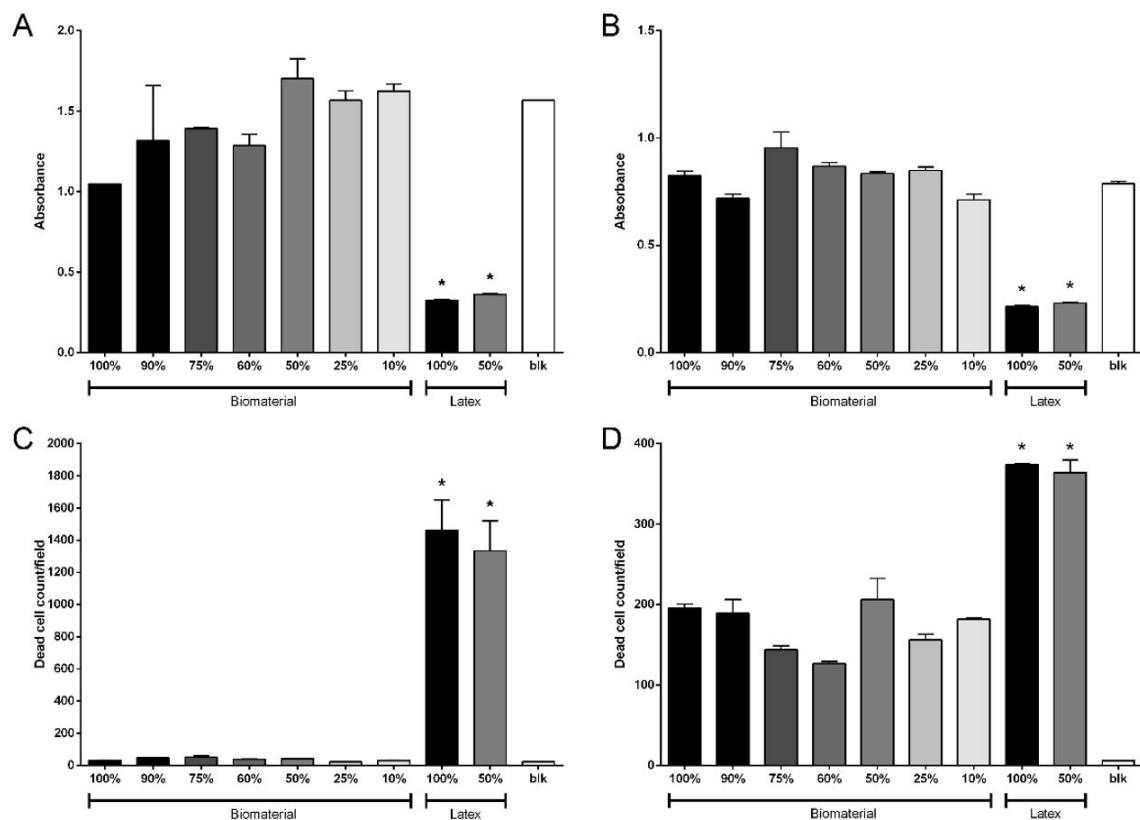 A
Absorbance
2.0
1.5
1.0
0.5
0.0
* *
100% 90% 75% 60% 50% 25% 10% 100% 50% blk
Biomaterial Latex
B
Absorbance
1.5
1.0
0.5
0.0
* *
100% 90% 75% 60% 50% 25% 10% 100% 50% blk
Biomaterial Latex
C
Dead cell count/field
2000
1800
1600
1400
1200
1000
800
600
400
200
0
* *
100% 90% 75% 60% 50% 25% 10% 100% 50% blk
Biomaterial Latex
D
Dead cell count/field
400
300
200
100
0
* *
100% 90% 75% 60% 50% 25% 10% 100% 50% blk
Biomaterial Latex